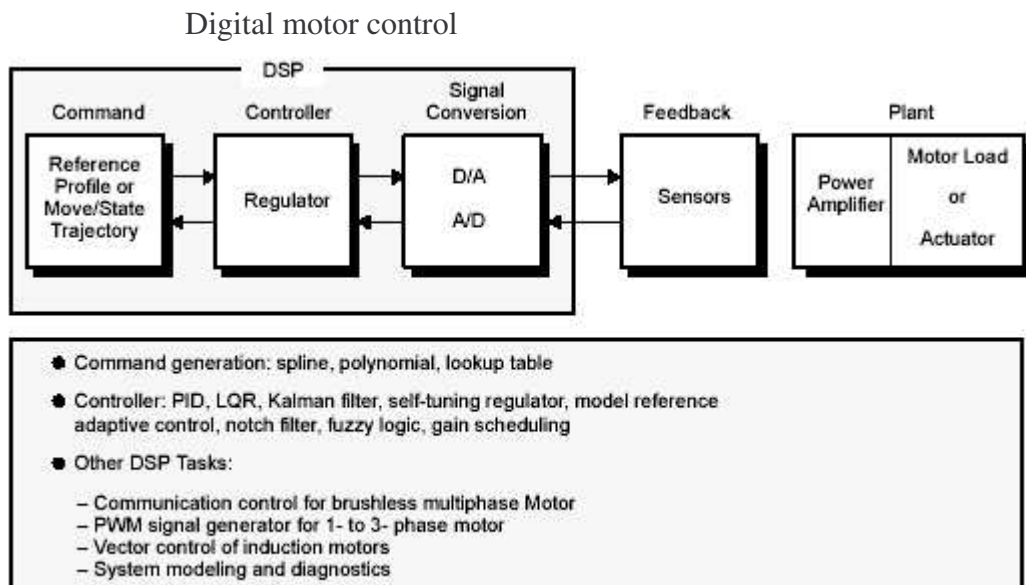 Digital motor control
DSP
Command
Controller
Signal
Conversion
Feedback
Plant
Reference
Profile or
Move/State
Trajectory
Regulator
D/A
A/D
Sensors
Power
Amplifier
Motor Load
or
Actuator
● Command generation: spline, polynomial, lookup table
● Controller: PID, LQR, Kalman filter, self-tuning regulator, model reference
adaptive control, notch filter, fuzzy logic, gain scheduling
● Other DSP Tasks:
– Communication control for brushless multiphase Motor
– PWM signal generator for 1- to 3- phase motor
– Vector control of induction motors
– System modeling and diagnostics